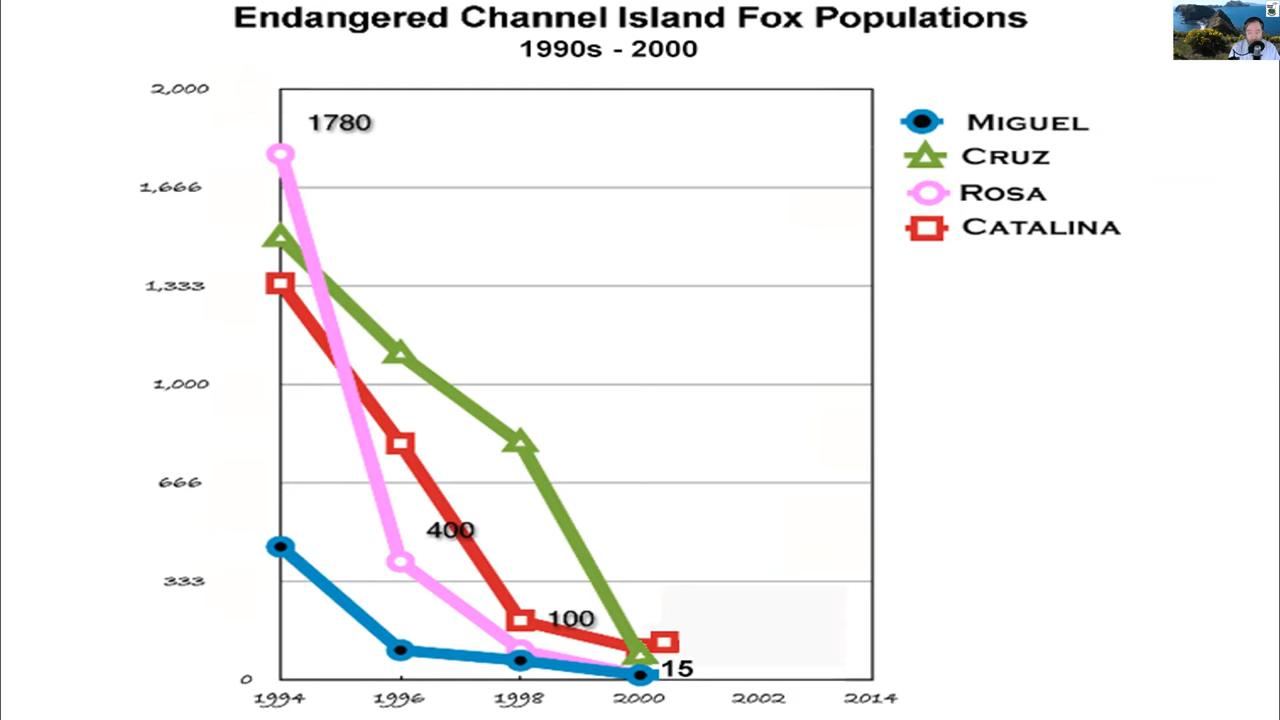 Endangered Channel Island Fox Populations
1990s - 2000
2,000
1780
MIGUEL
CRUZ
1,666
ROSA
CATALINA
1,333
1,000
666
400
333
100
15
0
1994 1996 1998 2000 2002 2014